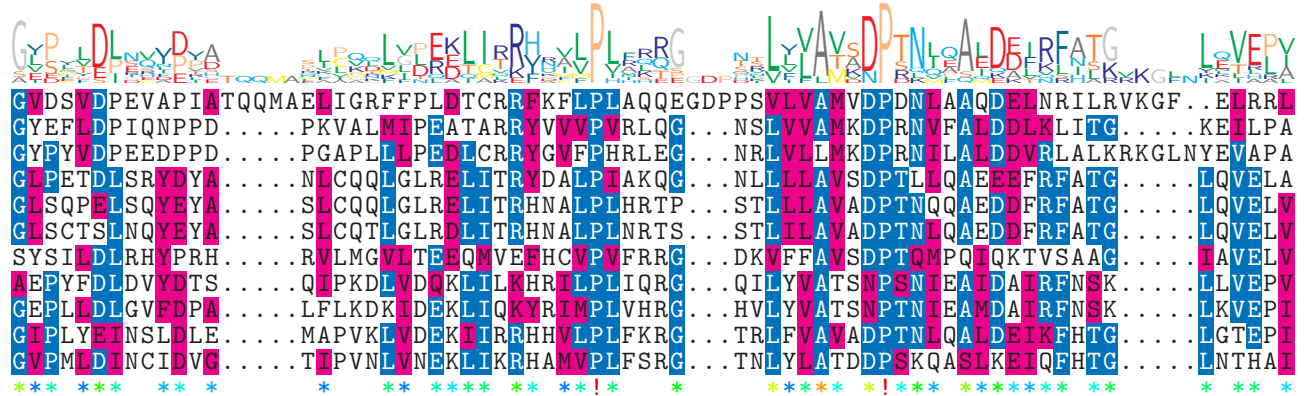 GVDSVDPEVAPIATQQMAELIGRFFPLDTCRRFKFLPLAQQEGDPPSVLVAMVDPDNLAAQDELNRILRVKGF..ELRRL
GYEFLDPIQNPPD.....PKVALMIPEATARRYVVVPVRLQG...NSLVVAMKDPRNVFALDDLKLITG.....KEILPA
GYPYVDPEEDPPD.....PGAPLLLPEDLCRRYGVFPHRLEG...NRLVLLMKDPRNILALDDVRLALKRKGLNYEVAPA
GLPETDLSRYDYA.....NLCQQLGLRELITRYDALPIAKQG...NLLLLAVSDPTLLQAEEEFRFATG.....LQVELA
GLSQPELSQYEYA.....SLCQQLGLRELITRHNALPLHRTP...STLLLAVADPTNQQAEDDFRFATG.....LQVELV
GLSCTSLNQYEYA.....SLCQTLGLRDLITRHNALPLNRTS...STLILAVADPTNLQAEDDFRFATG.....LQVELV
SYSILDLRHYPRH.....RVLMGVLTEEQMVEFHCVPVFRRG...DKVFFAVSDPTQMPQIQKTVSAAG.....IAVELV
AEPYFDLDVYDTS.....QIPKDLVDQKLILKHRILPLIQRG...QILYVATSNPSNIEAIDAIRFNSK.....LLVEPV
GEPLLDLGVFDPA.....LFLKDKIDEKLIQKYRIMPLVHRG...HVLYVATSNPTNIEAMDAIRFNSK.....LKVEPI
GIPLYEINSLDLE.....MAPVKLVDEKIIRRHHVLPLFKRG...TRLFVAVADPTNLQALDEIKFHTG.....LGTEPI
GVPMLDINCIDVG.....TIPVNLVNEKLIKRHAMVPLFSRG...TNLYLATDDPSKQASLKEIQFHTG.....LNTHAI
*** ***  ** *      *   ** **** ** **!*   *     **** *!*** ******* **     * ** *